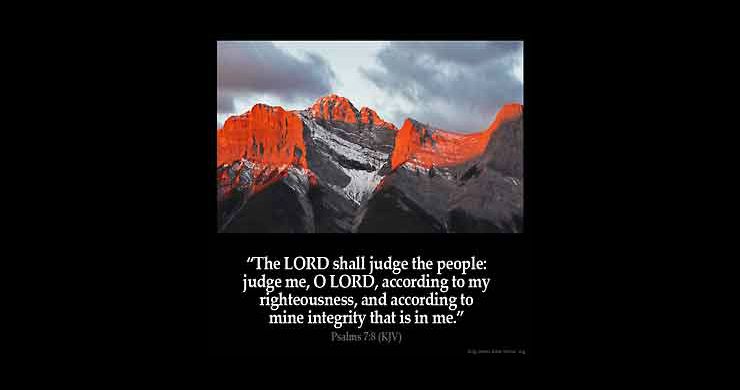 “The LORD shall judge the people:
judge me, O LORD, according to my
righteousness, and according to
mine integrity that is in me.”
Psalms 7:8 (KJV)